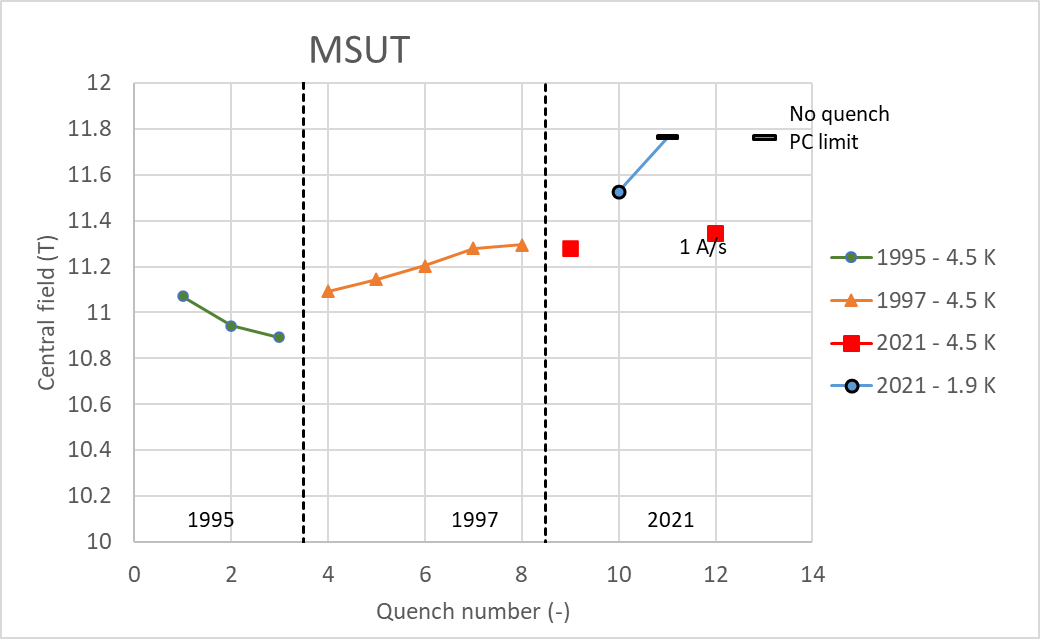 MSUT
12
11.8
11.6
11.4
11.2
11
10.8
10.6
10.4
10.2
10
Central field (T)
0 2 4 6 8 10 12 14
Quench number (-)
1995 1997 2021
1 A/s
No quench
PC limit
1995 - 4.5 K
1997 - 4.5 K
2021 - 4.5 K
2021 - 1.9 K